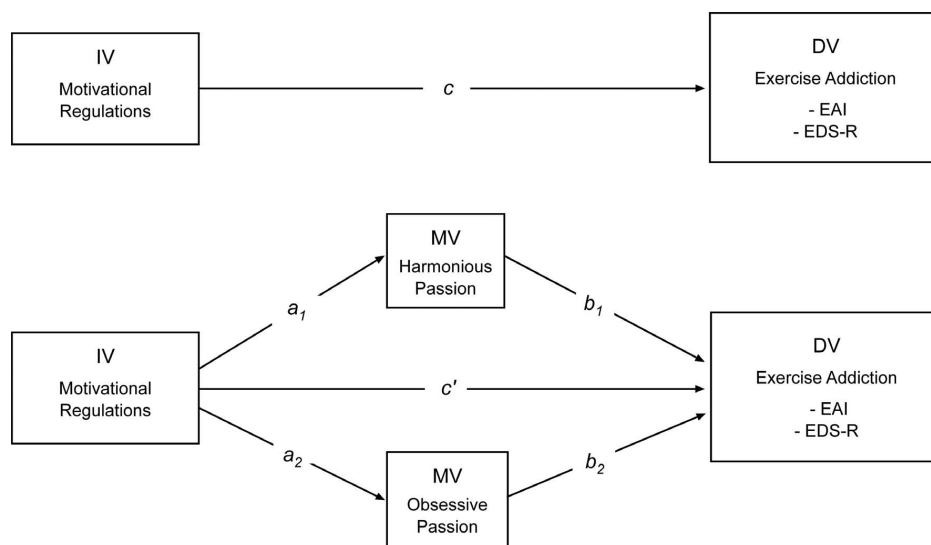 IV
Motivational
Regulations
c
DV
Exercise Addiction
- EAI
- EDS-R
MV
Harmonious
Passion
a1
b1
IV
Motivational
Regulations
c'
DV
Exercise Addiction
- EAI
- EDS-R
a2
b2
MV
Obsessive
Passion